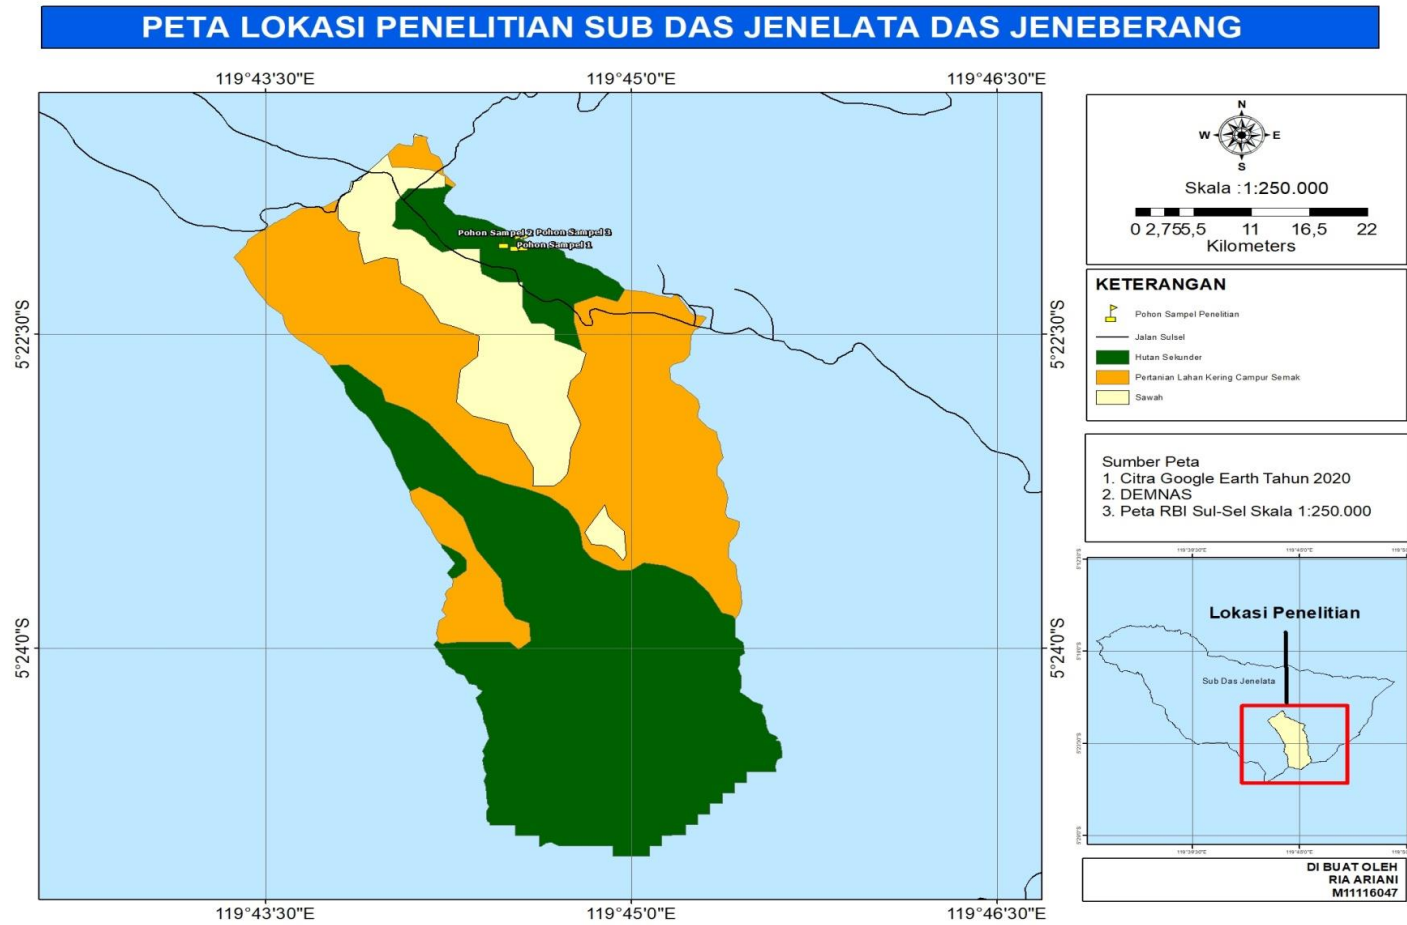 PETA LOKASI PENELITIAN SUB DAS JENELATA DAS JENEBERANG
119°43'30"E 119°45'0"E 119°46'30"E
5°22'30"S 5°22'30"S
5°24'0"S 5°24'0"S
Pohon Sampel 2 Pohon Sampel 3
Pohon Sampel 1
119°43'30"E 119°45'0"E 119°46'30"E
N
W E
S
Skala :1:250.000
0 2,755,5 11 16,5 22
Kilometers
KETERANGAN
Pohon Sampel Penelitian
Jalan Sulsel
Hutan Sekunder
Pertanian Lahan Kering Campur Semak
Sawah
Sumber Peta
1. Citra Google Earth Tahun 2020
2. DEMNAS
3. Peta RBI Sul-Sel Skala 1:250.000
Lokasi Penelitian
Sub Das Jenelata
DI BUAT OLEH
RIA ARIANI
M11116047